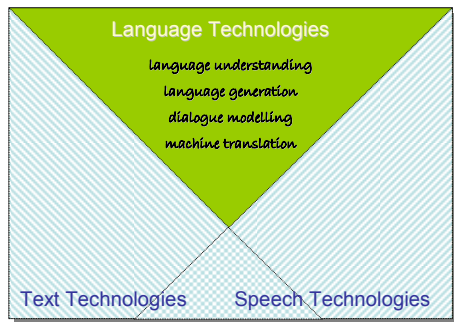 Language Technologies
language understanding
language generation
dialogue modelling
machine translation
Text Technologies
Speech Technologies